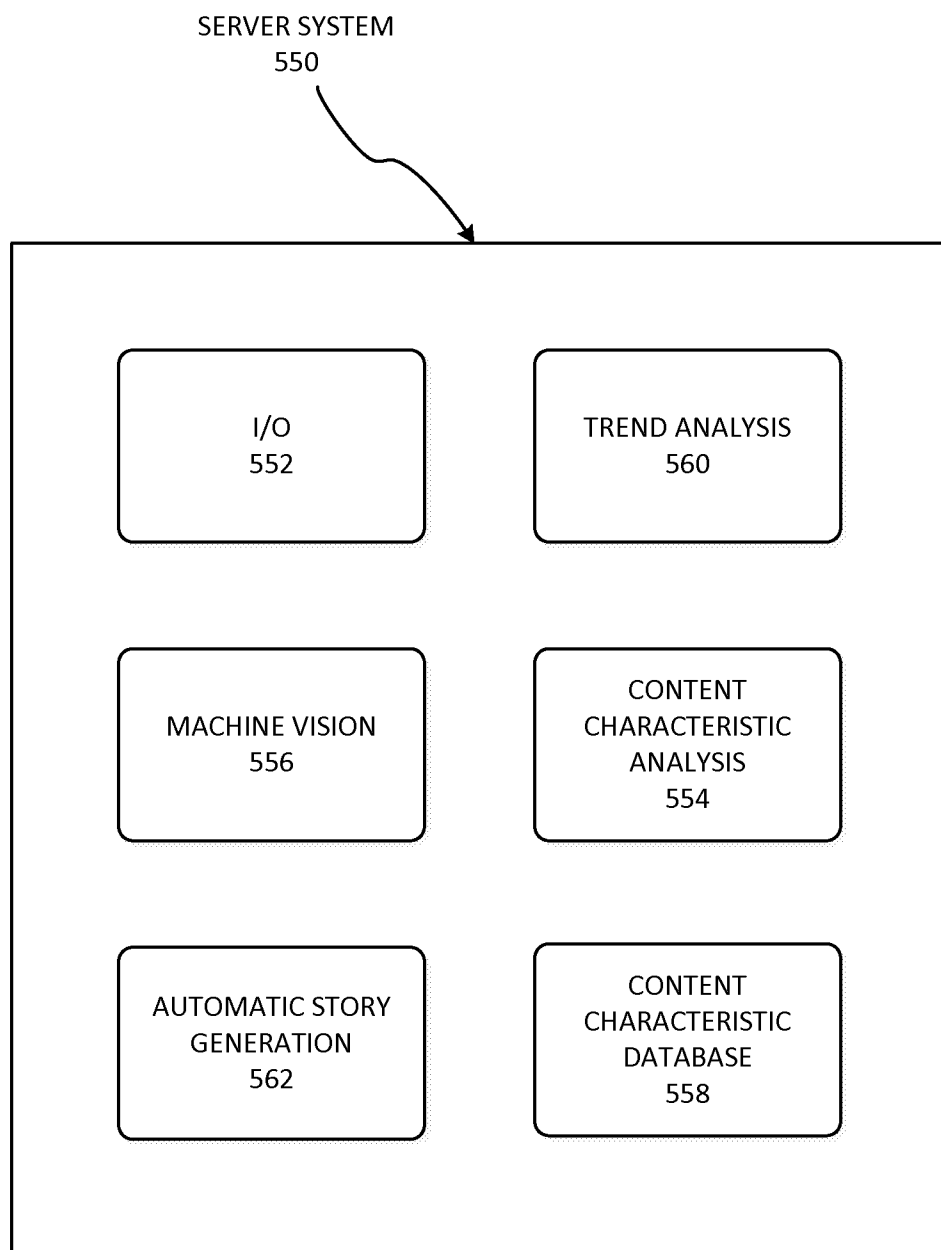 SERVER SYSTEM
550
I/O
552
TREND ANALYSIS
560
MACHINE VISION
556
CONTENT
CHARACTERISTIC
ANALYSIS
554
AUTOMATIC STORY
GENERATION
562
CONTENT
CHARACTERISTIC
DATABASE
558